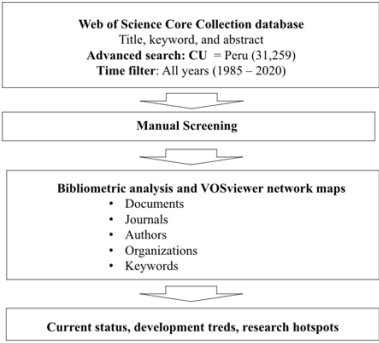 Web of Science Core Collection database
Title, keyword, and abstract
Advanced search: CU = Peru (31,259)
Time filter: All years (1985 – 2020)
Manual Screening
Bibliometric analysis and VOSviewer network maps
• Documents
• Journals
• Authors
• Organizations
• Keywords
Current status, development treds, research hotspots